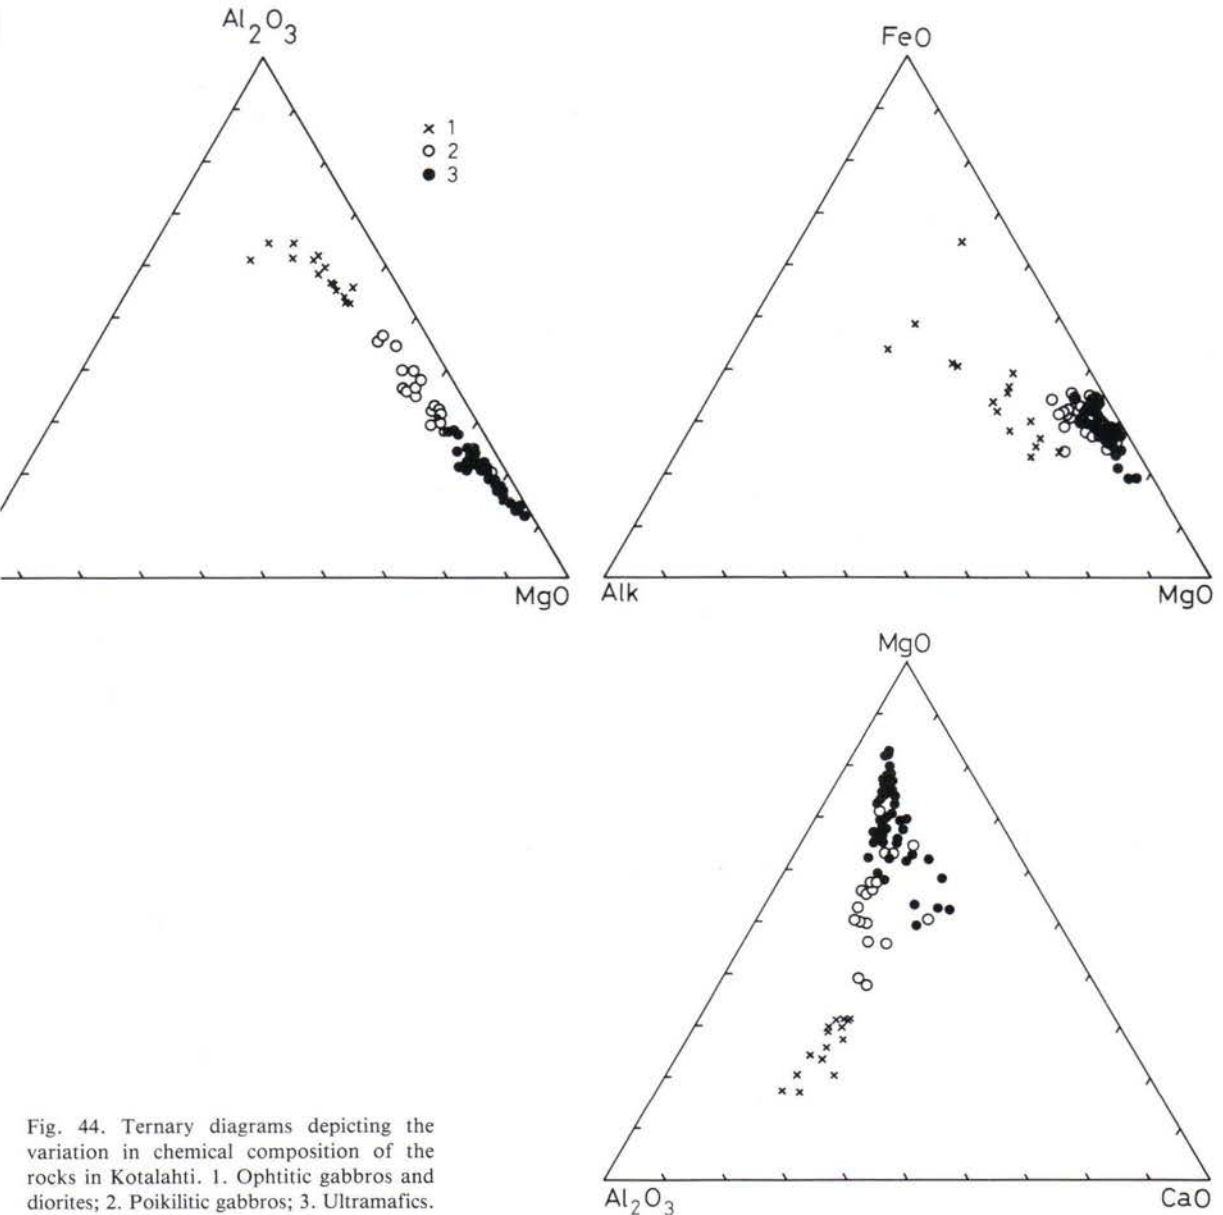 Al₂O₃
× 1
○ 2
● 3
MgO
FeO
Alk
MgO
MgO
Al₂O₃
CaO
Fig. 44. Ternary diagrams depicting the
variation in chemical composition of the
rocks in Kotalahti. 1. Ophtitic gabbros and
diorites; 2. Poikilitic gabbros; 3. Ultramafics.